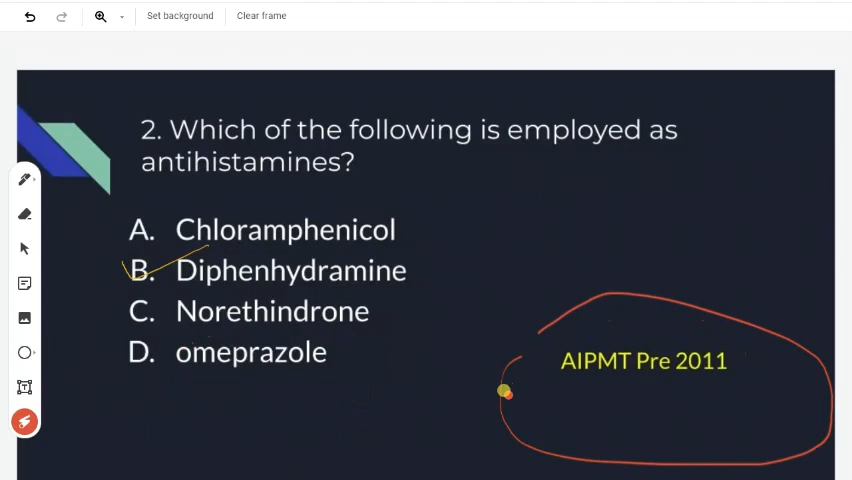 Set background
Clear frame
2. Which of the following is employed as
antihistamines?
A. Chloramphenicol
B. Diphenhydramine
C. Norethindrone
D. omeprazole
AIPMT Pre 2011